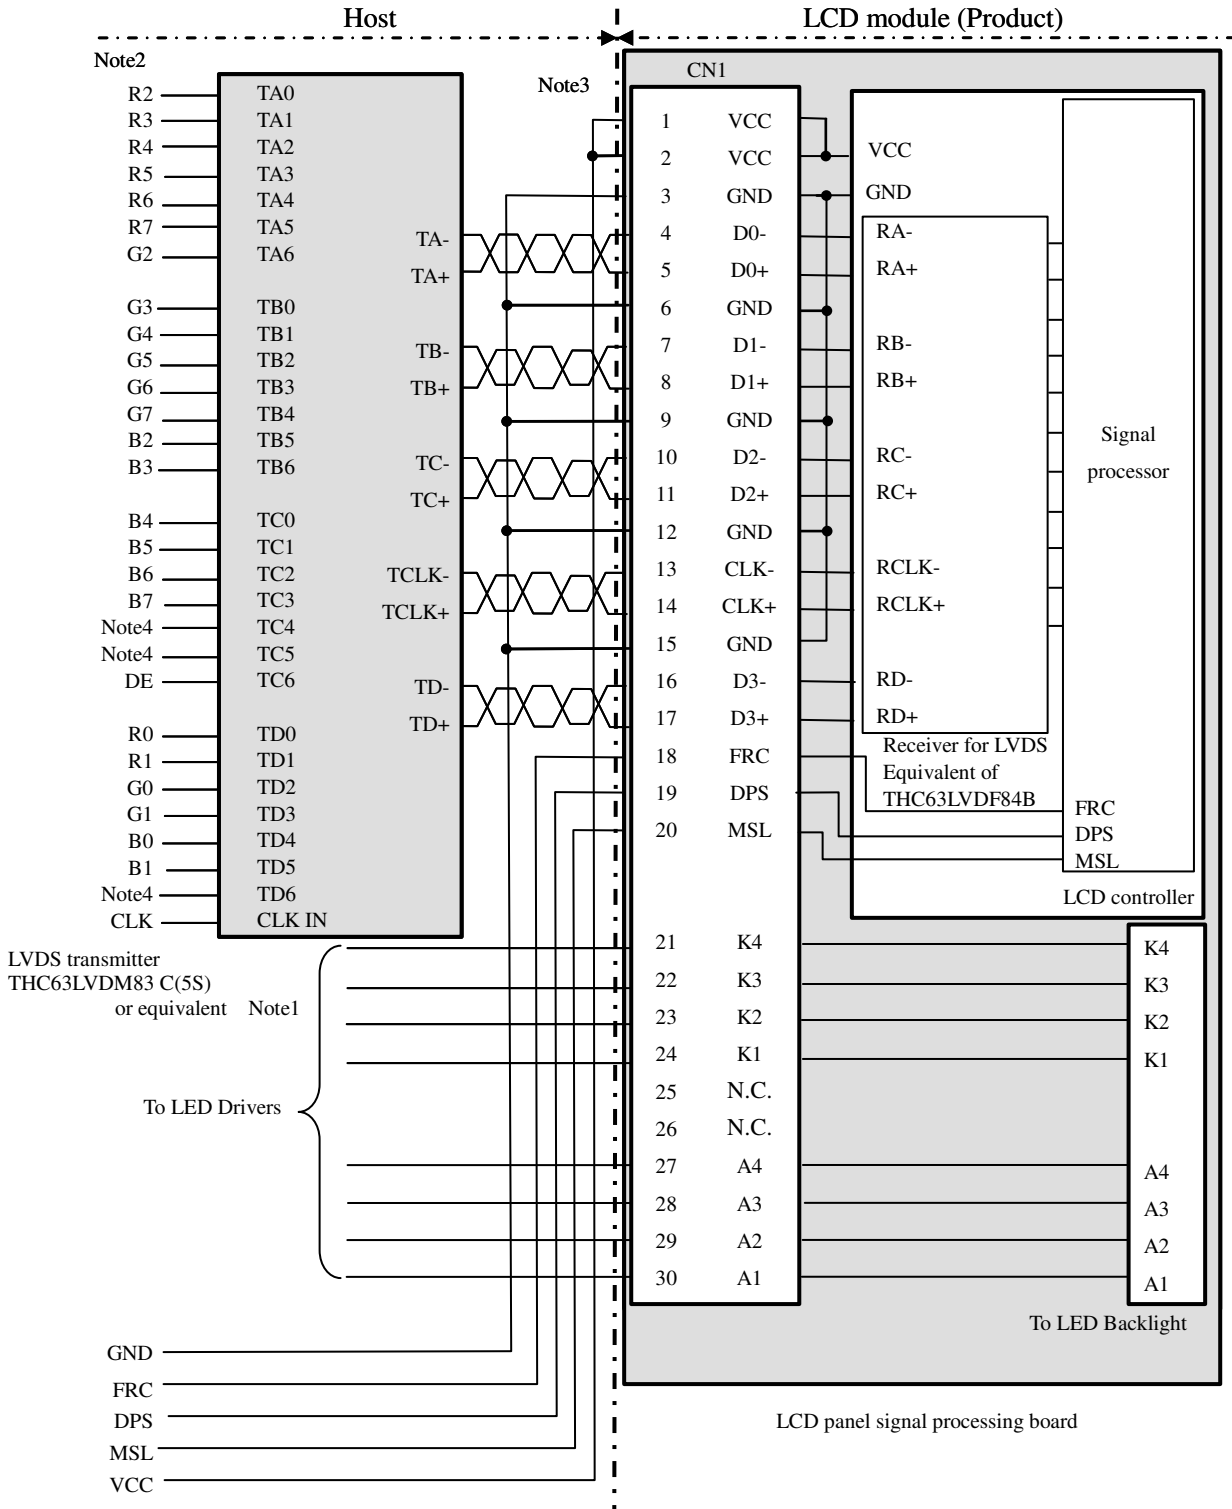 Host
LCD module (Product)
Note2
Note3
CN1
R2 TA0
R3 TA1
R4 TA2
R5 TA3
R6 TA4
R7 TA5
G2 TA6
G3 TB0
G4 TB1
G5 TB2
G6 TB3
G7 TB4
B2 TB5
B3 TB6
B4 TC0
B5 TC1
B6 TC2
B7 TC3
Note4 TC4
Note4 TC5
DE TC6
R0 TD0
R1 TD1
G0 TD2
G1 TD3
B0 TD4
B1 TD5
Note4 TD6
CLK CLK IN
TA-
TA+
TB-
TB+
TC-
TC+
TCLK-
TCLK+
TD-
TD+
LVDS transmitter
THC63LVDM83 C(5S)
or equivalent Note1
To LED Drivers
GND
FRC
DPS
MSL
VCC
1 VCC
2 VCC
3 GND
4 D0-
5 D0+
6 GND
7 D1-
8 D1+
9 GND
10 D2-
11 D2+
12 GND
13 CLK-
14 CLK+
15 GND
16 D3-
17 D3+
18 FRC
19 DPS
20 MSL
21 K4
22 K3
23 K2
24 K1
25 N.C.
26 N.C.
27 A4
28 A3
29 A2
30 A1
VCC
GND
RA-
RA+
RB-
RB+
RC-
RC+
RCLK-
RCLK+
RD-
RD+
Receiver for LVDS
Equivalent of
THC63LVDF84B
Signal
processor
FRC
DPS
MSL
LCD controller
K4
K3
K2
K1
A4
A3
A2
A1
To LED Backlight
LCD panel signal processing board